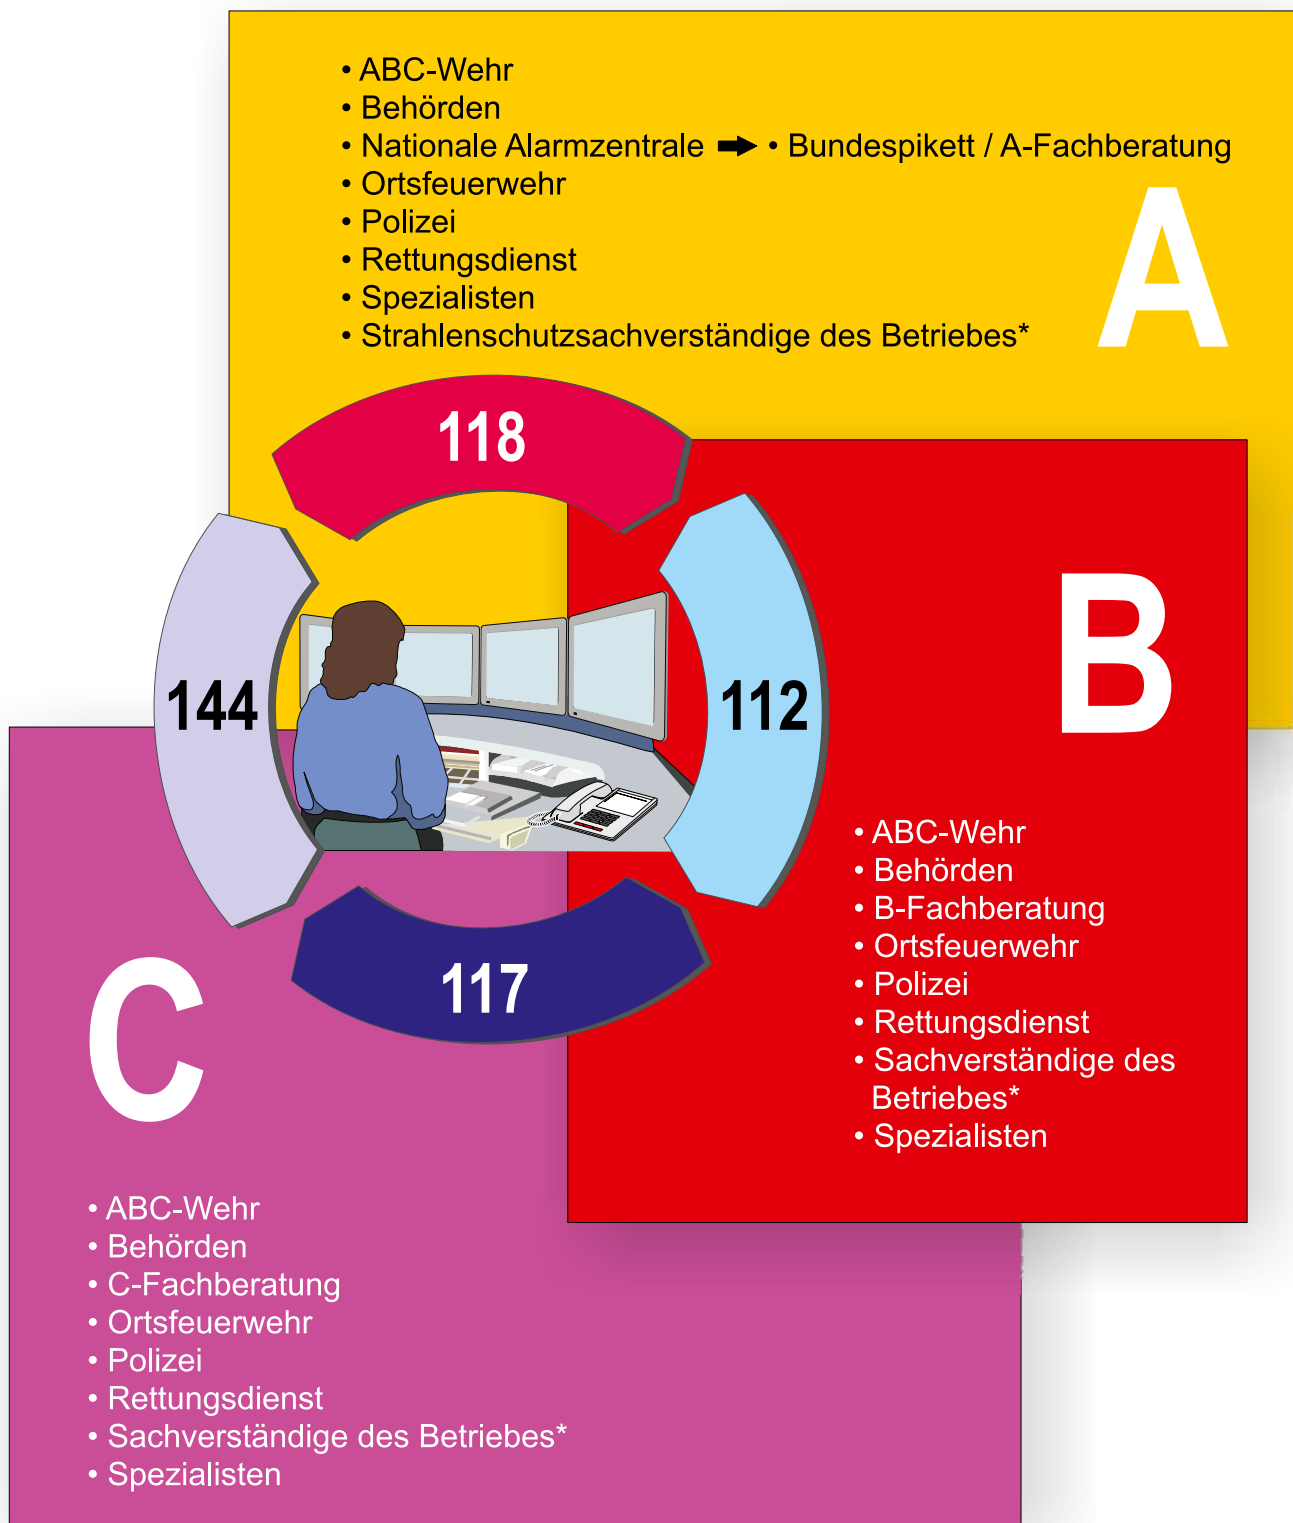 • ABC-Wehr
• Behörden
• Nationale Alarmzentrale ➡ • Bundespikett / A-Fachberatung
• Ortsfeuerwehr
• Polizei
• Rettungsdienst
• Spezialisten
• Strahlenschutzsachverständige des Betriebes*
A
118
144
112
117
B
• ABC-Wehr
• Behörden
• B-Fachberatung
• Ortsfeuerwehr
• Polizei
• Rettungsdienst
• Sachverständige des
Betriebes*
• Spezialisten
C
• ABC-Wehr
• Behörden
• C-Fachberatung
• Ortsfeuerwehr
• Polizei
• Rettungsdienst
• Sachverständige des Betriebes*
• Spezialisten